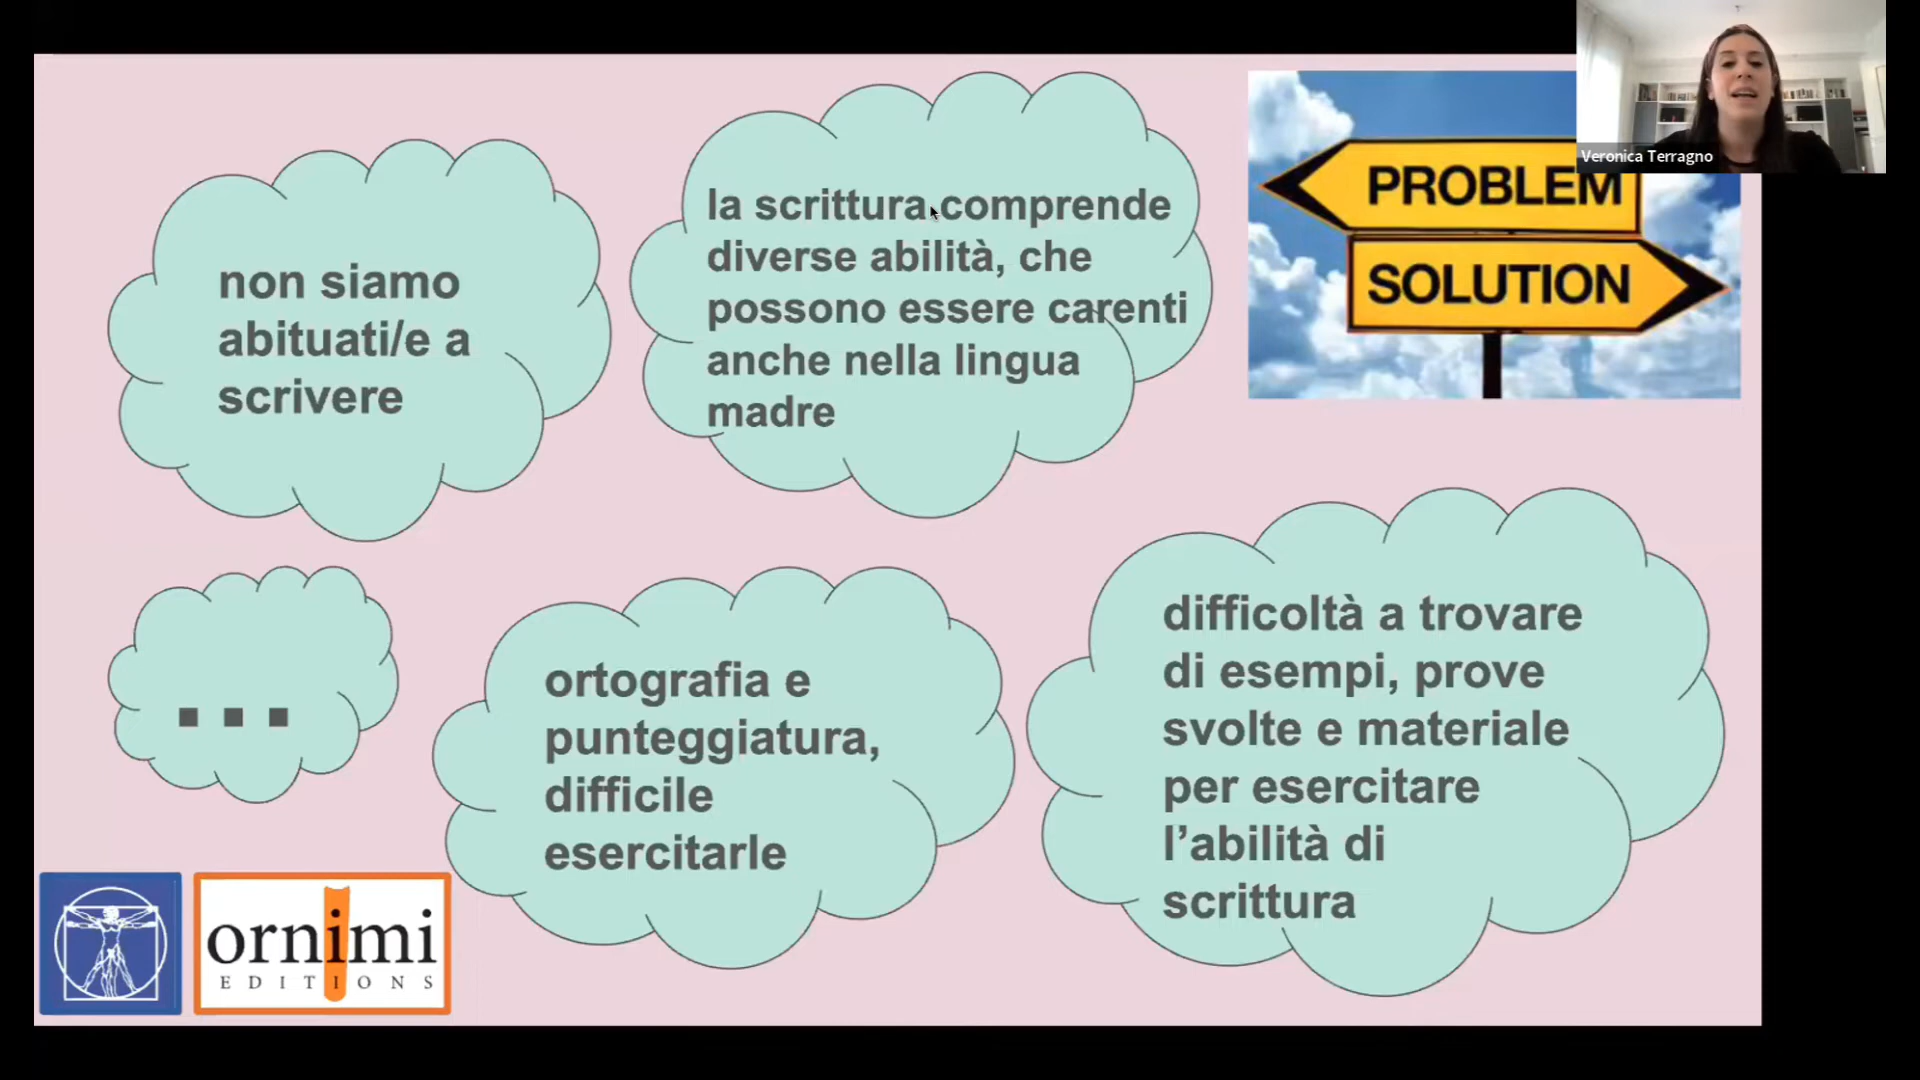 non siamo
abituati/e a
scrivere
la scrittura comprende
diverse abilità, che
possono essere carenti
anche nella lingua
madre
PROBLEM
SOLUTION
Veronica Terragno
...
ortografia e
punteggiatura,
difficile
esercitarle
difficoltà a trovare
di esempi, prove
svolte e materiale
per esercitare
l’abilità di
scrittura
ornimi
EDITIONS